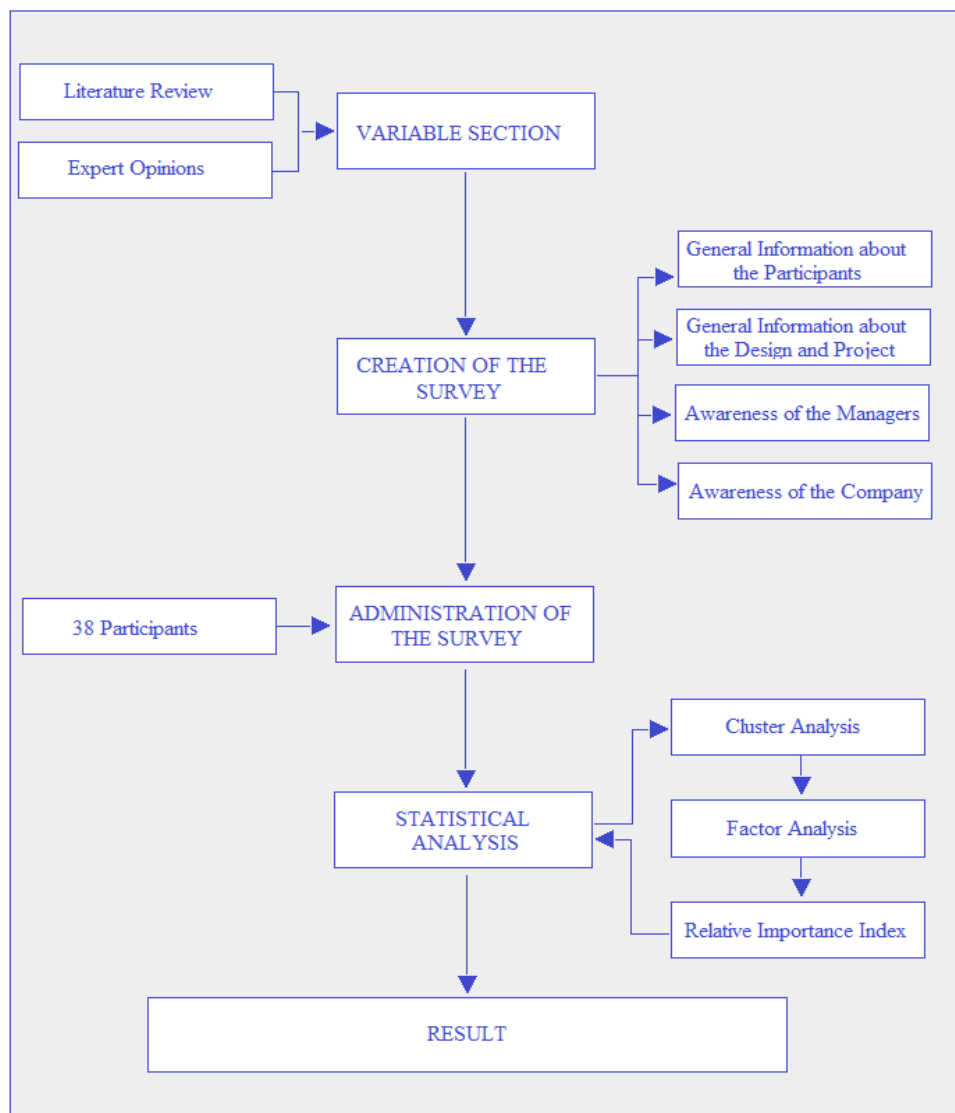 Literature Review
VARIABLE SECTION
Expert Opinions
General Information about
the Participants
General Information about
the Design and Project
CREATION OF THE
SURVEY
Awareness of the Managers
Awareness of the Company
38 Participants
ADMINISTRATION OF
THE SURVEY
Cluster Analysis
STATISTICAL
ANALYSIS
Factor Analysis
Relative Importance Index
RESULT